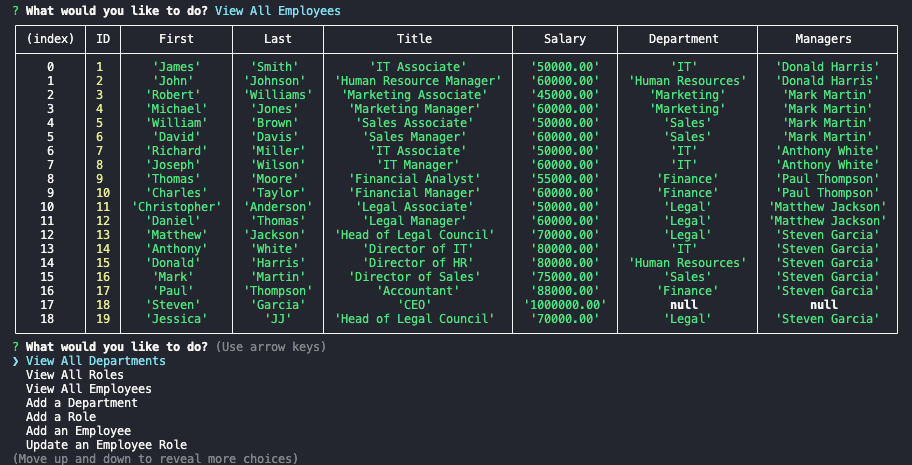 ? What would you like to do? View All Employees
(index) ID First Last Title Salary Department Managers
0 1 'James' 'Smith' 'IT Associate' '50000.00' 'IT' 'Donald Harris'
1 2 'John' 'Johnson' 'Human Resource Manager' '60000.00' 'Human Resources' 'Donald Harris'
2 3 'Robert' 'Williams' 'Marketing Associate' '45000.00' 'Marketing' 'Mark Martin'
3 4 'Michael' 'Jones' 'Marketing Manager' '60000.00' 'Marketing' 'Mark Martin'
4 5 'William' 'Brown' 'Sales Associate' '50000.00' 'Sales' 'Mark Martin'
5 6 'David' 'Davis' 'Sales Manager' '60000.00' 'Sales' 'Mark Martin'
6 7 'Richard' 'Miller' 'IT Associate' '50000.00' 'IT' 'Anthony White'
7 8 'Joseph' 'Wilson' 'IT Manager' '60000.00' 'IT' 'Anthony White'
8 9 'Thomas' 'Moore' 'Financial Analyst' '55000.00' 'Finance' 'Paul Thompson'
9 10 'Charles' 'Taylor' 'Financial Manager' '60000.00' 'Finance' 'Paul Thompson'
10 11 'Christopher' 'Anderson' 'Legal Associate' '50000.00' 'Legal' 'Matthew Jackson'
11 12 'Daniel' 'Thomas' 'Legal Manager' '60000.00' 'Legal' 'Matthew Jackson'
12 13 'Matthew' 'Jackson' 'Head of Legal Council' '70000.00' 'Legal' 'Steven Garcia'
13 14 'Anthony' 'White' 'Director of IT' '80000.00' 'IT' 'Steven Garcia'
14 15 'Donald' 'Harris' 'Director of HR' '80000.00' 'Human Resources' 'Steven Garcia'
15 16 'Mark' 'Martin' 'Director of Sales' '75000.00' 'Sales' 'Steven Garcia'
16 17 'Paul' 'Thompson' 'Accountant' '88000.00' 'Finance' 'Steven Garcia'
17 18 'Steven' 'Garcia' 'CEO' '1000000.00' null null
18 19 'Jessica' 'JJ' 'Head of Legal Council' '70000.00' 'Legal' 'Steven Garcia'
? What would you like to do? (Use arrow keys)
❯ View All Departments
View All Roles
View All Employees
Add a Department
Add a Role
Add an Employee
Update an Employee Role
(Move up and down to reveal more choices)